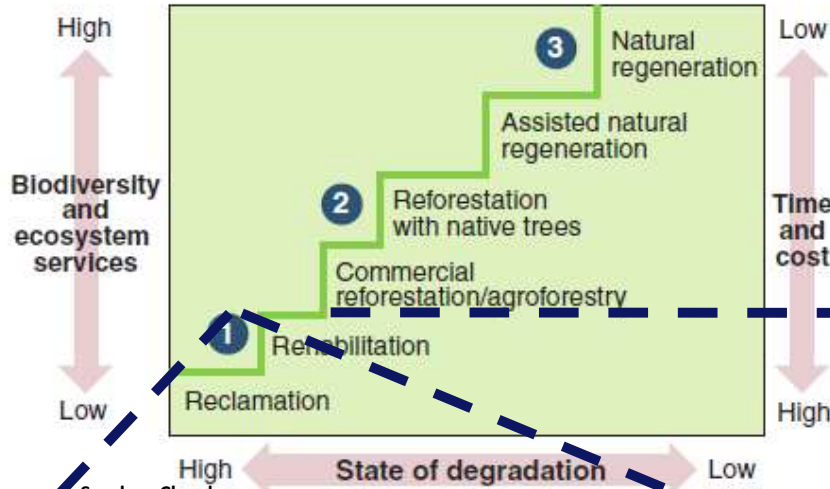 High
Low
3
Natural
regeneration
Assisted natural
regeneration
Biodiversity
and
ecosystem
services
2
Reforestation
with native trees
Time
and
cost
Commercial
reforestation/agroforestry
1
Rehabilitation
Reclamation
Low
High
High
State of degradation
Low